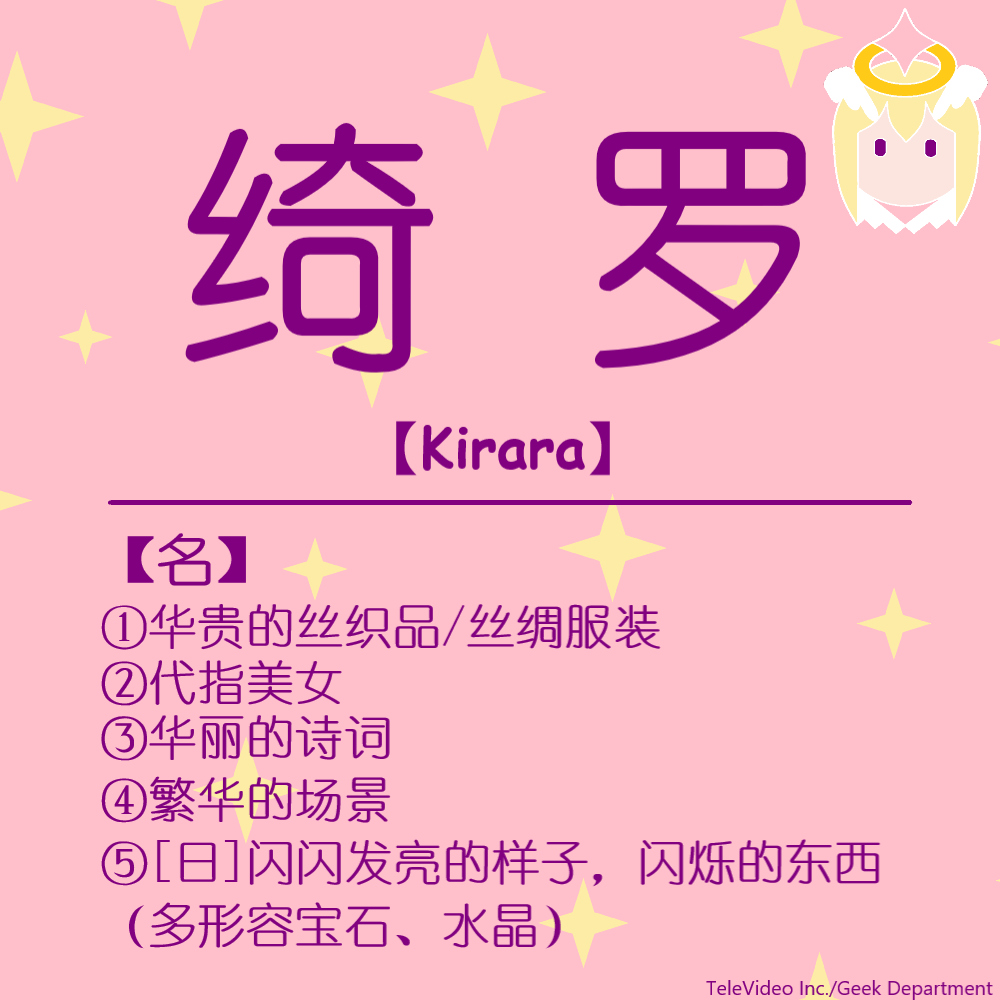 绮罗
【Kirara】
【名】
①华贵的丝织品/丝绸服装
②代指美女
③华丽的诗词
④繁华的场景
⑤[日]闪闪发亮的样子，闪烁的东西
（多形容宝石、水晶）
TeleVideo Inc./Geek Department